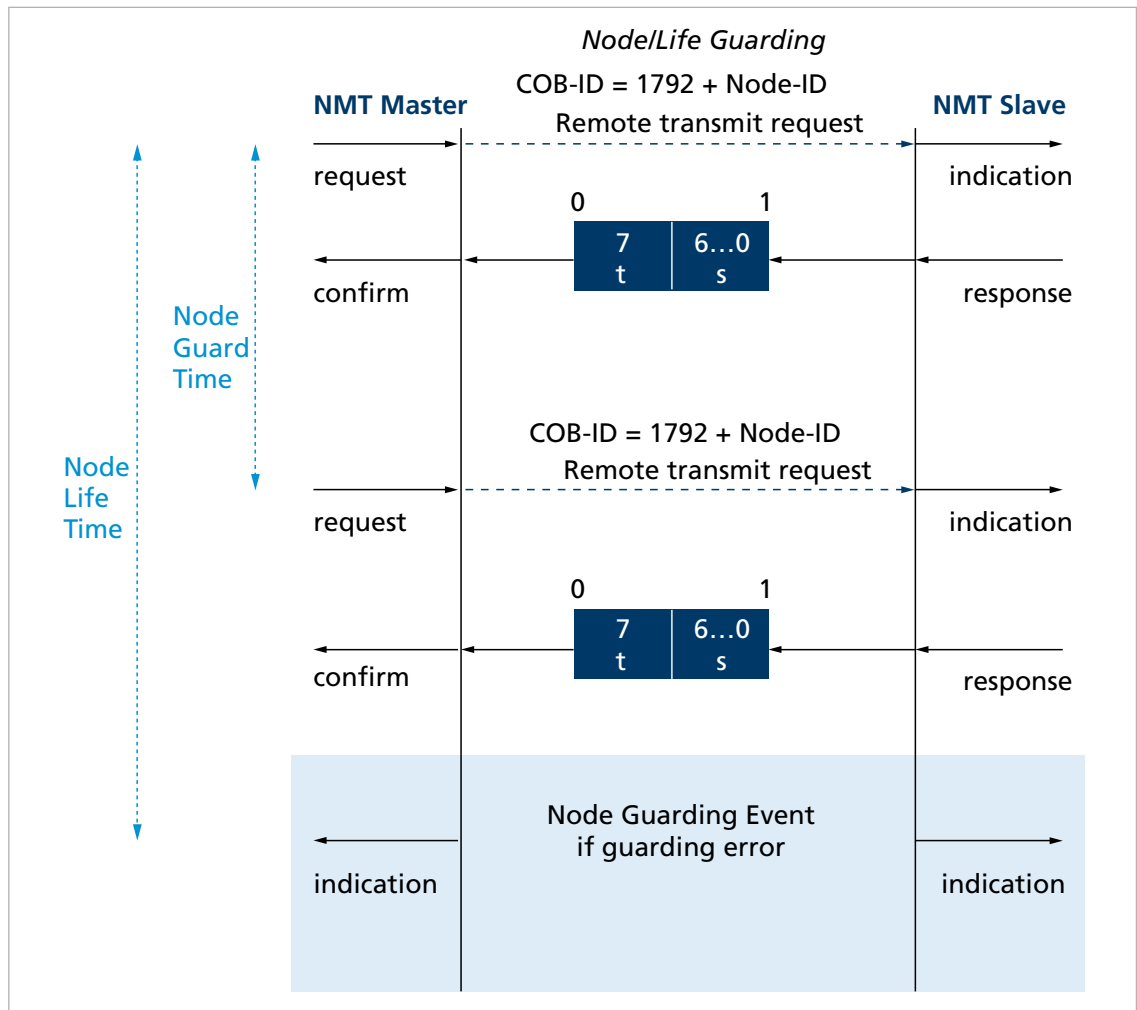 Node/Life Guarding
COB-ID = 1792 + Node-ID
NMT Master
NMT Slave
Remote transmit request
request
indication
0 1
7 6…0
t s
confirm
response
Node
Guard
Time
COB-ID = 1792 + Node-ID
Remote transmit request
Node
Life
Time
request
indication
0 1
7 6…0
t s
confirm
response
Node Guarding Event
if guarding error
indication
indication